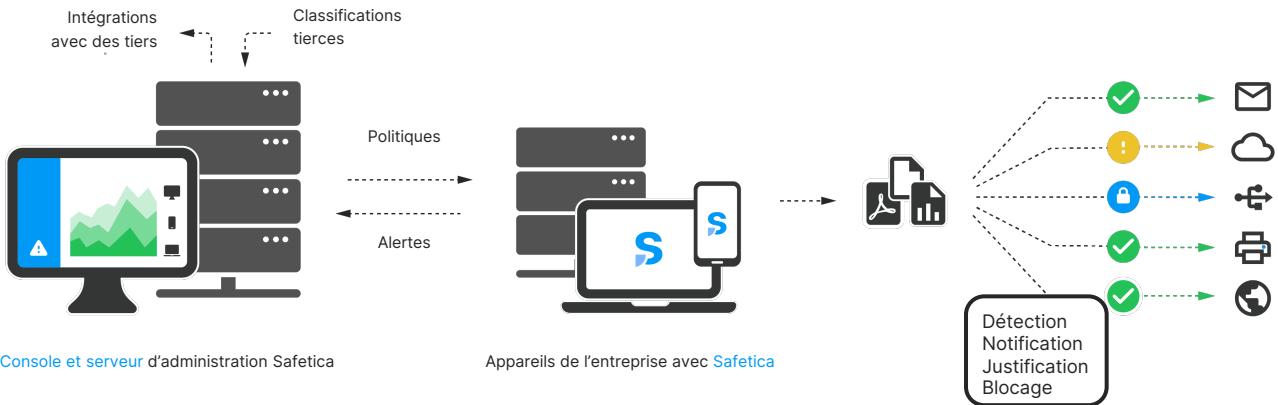 Intégrations
avec des tiers
Classifications
tierces
Politiques
Alertes
Console et serveur d’administration Safetica
Appareils de l’entreprise avec Safetica
Détection
Notification
Justification
Blocage